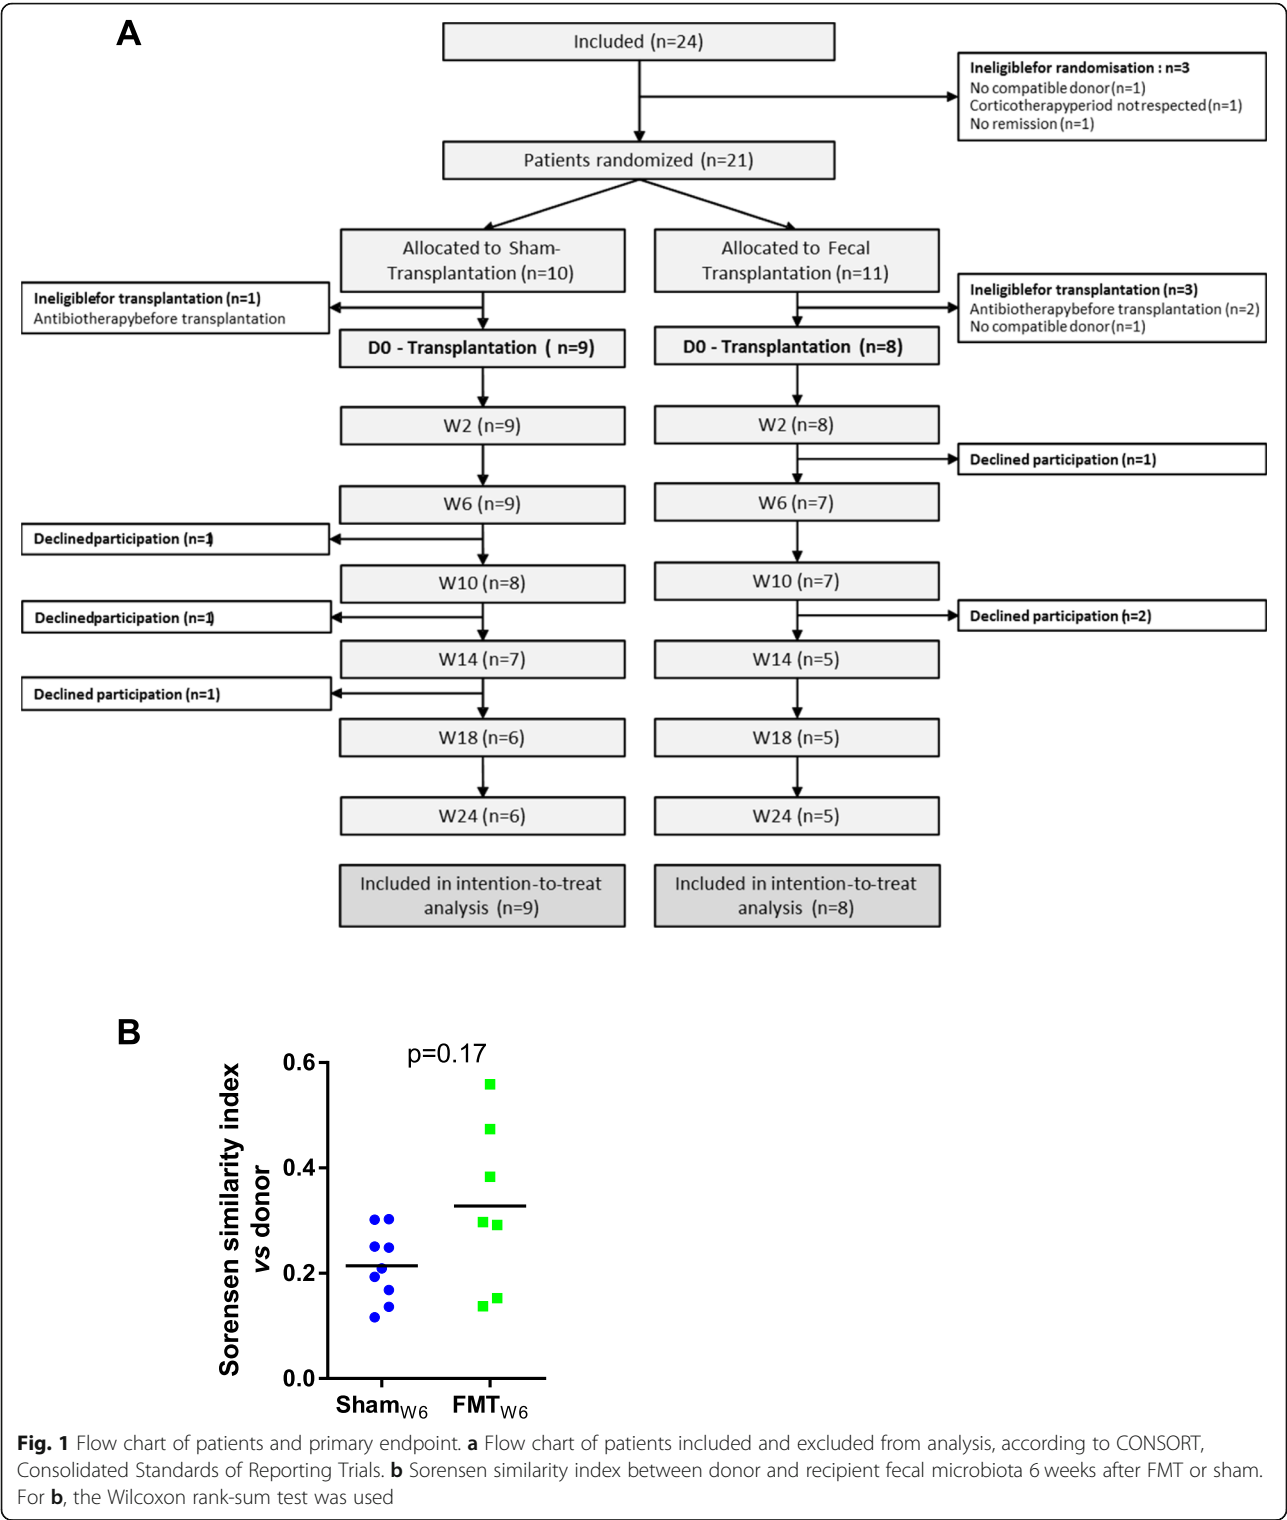 A
Included (n=24)
Ineligiblefor randomisation : n=3
No compatible donor (n=1)
Corticotherapyperiod notrespected (n=1)
No remission (n=1)
Patients randomized (n=21)
Allocated to Sham-
Transplantation (n=10)
Allocated to Fecal
Transplantation (n=11)
Ineligiblefor transplantation (n=1)
Antibiotherapybefore transplantation
Ineligiblefor transplantation (n=3)
Antibiotherapybefore transplantation (n=2)
No compatible donor (n=1)
D0 - Transplantation ( n=9)
D0 - Transplantation (n=8)
W2 (n=9)
W2 (n=8)
Declined participation (n=1)
W6 (n=9)
W6 (n=7)
Declinedparticipation (n=1)
W10 (n=8)
W10 (n=7)
Declinedparticipation (n=1)
Declined participation (n=2)
W14 (n=7)
W14 (n=5)
Declined participation (n=1)
W18 (n=6)
W18 (n=5)
W24 (n=6)
W24 (n=5)
Included in intention-to-treat
analysis (n=9)
Included in intention-to-treat
analysis (n=8)
B
p=0.17
Sorensen similarity index
vs donor
0.6
0.4
0.2
0.0
ShamW6
FMTW6
Fig. 1 Flow chart of patients and primary endpoint. a Flow chart of patients included and excluded from analysis, according to CONSORT,
Consolidated Standards of Reporting Trials. b Sorensen similarity index between donor and recipient fecal microbiota 6 weeks after FMT or sham.
For b, the Wilcoxon rank-sum test was used